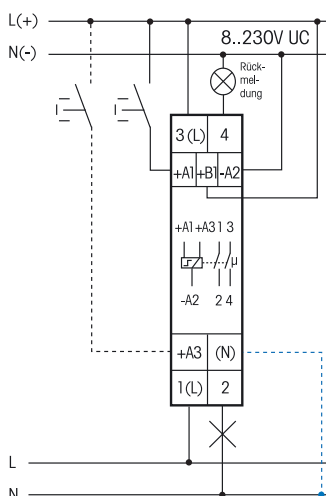 L(+)
N(-)
8..230V UC
Rück-
mel-
dung
3(L) 4
+A1 +B1 -A2
+A1 +A3 1 3
µ
-A2 2 4
+A3 (N)
1(L) 2
L
N